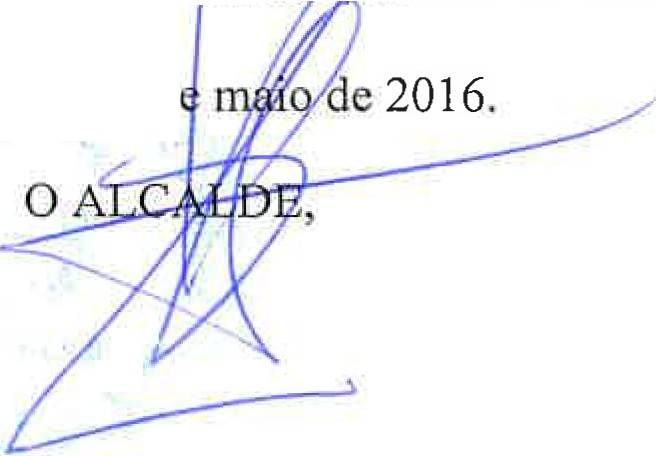 e maio de 2016.
O ALCALDE,